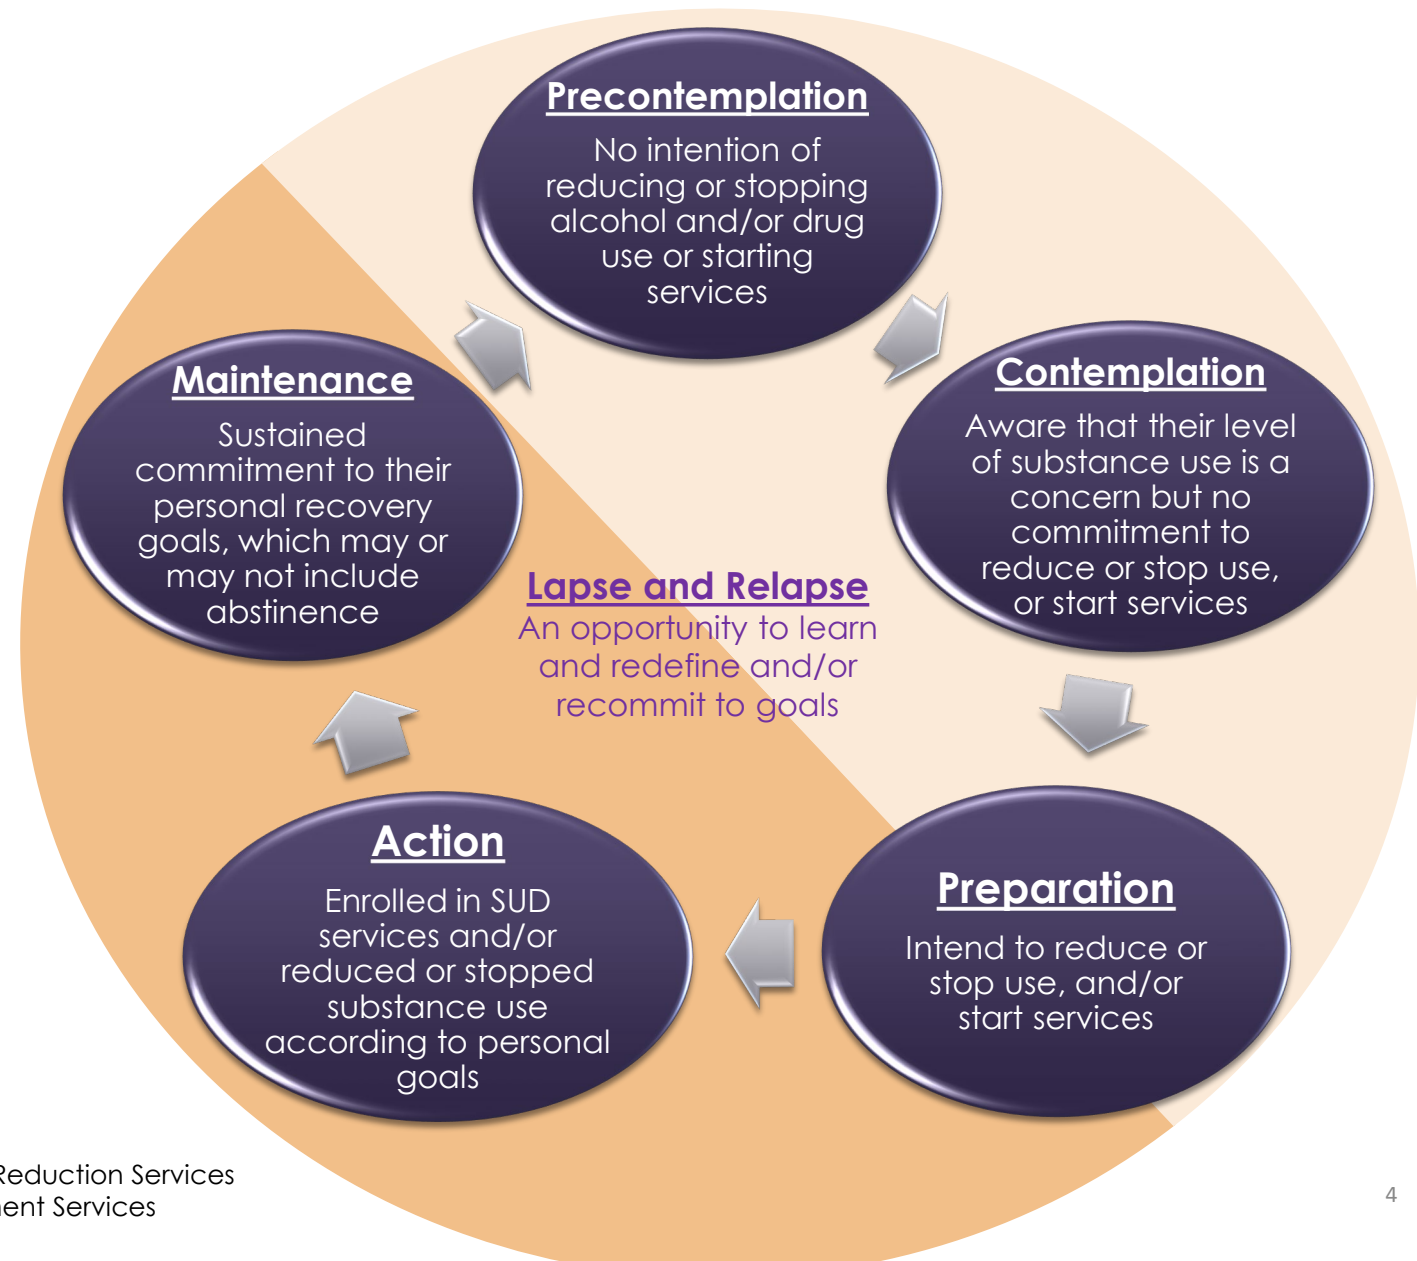 Precontemplation
No intention of
reducing or stopping
alcohol and/or drug
use or starting
services
Contemplation
Aware that their level
of substance use is a
concern but no
commitment to
reduce or stop use,
or start services
Preparation
Intend to reduce or
stop use, and/or
start services
Action
Enrolled in SUD
services and/or
reduced or stopped
substance use
according to personal
goals
Maintenance
Sustained
commitment to their
personal recovery
goals, which may or
may not include
abstinence
Lapse and Relapse
An opportunity to learn
and redefine and/or
recommit to goals
Reduction Services
Services
4